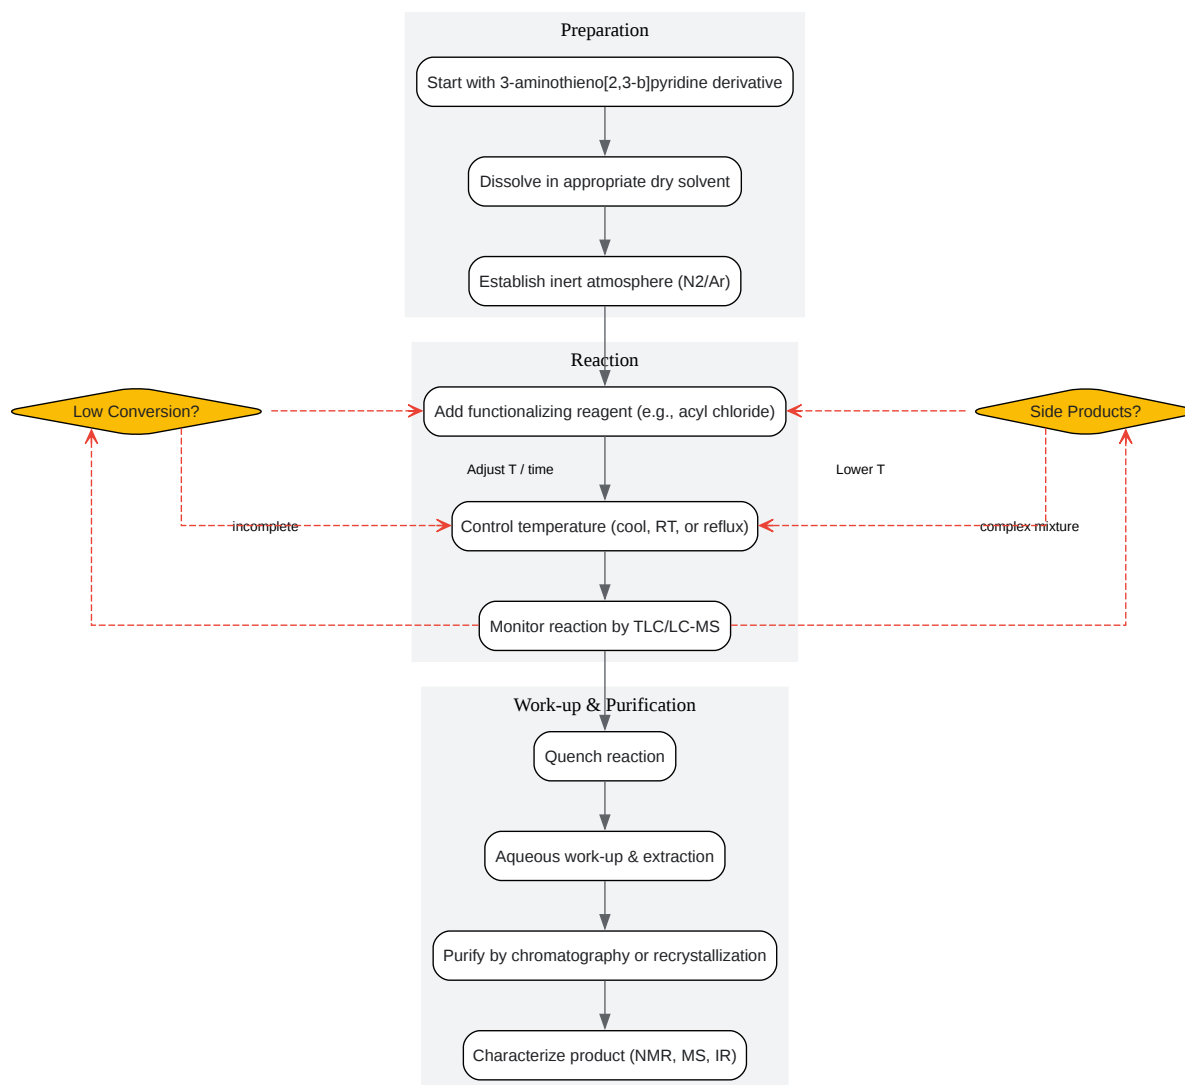 Preparation
Start with 3-aminothieno[2,3-b]pyridine derivative
Dissolve in appropriate dry solvent
Establish inert atmosphere (N2/Ar)
Reaction
Low Conversion?
Add functionalizing reagent (e.g., acyl chloride)
Side Products?
Adjust T / time
Lower T
incomplete
Control temperature (cool, RT, or reflux)
complex mixture
Monitor reaction by TLC/LC-MS
Work-up & Purification
Quench reaction
Aqueous work-up & extraction
Purify by chromatography or recrystallization
Characterize product (NMR, MS, IR)